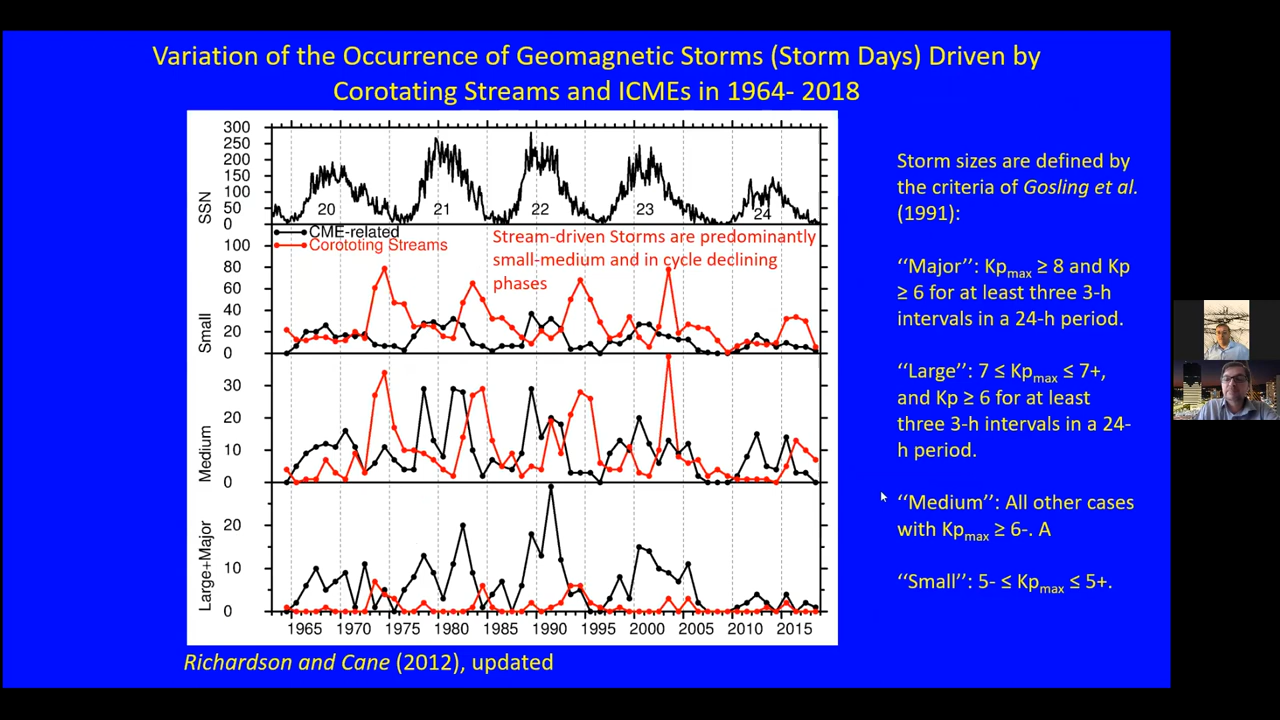 Variation of the Occurrence of Geomagnetic Storms (Storm Days) Driven by
Corotating Streams and ICMEs in 1964- 2018
300
250
200
150
100
50
0
SSN
20
21
22
23
24
CME-related
Corototing Streams
Stream-driven Storms are predominantly
small-medium and in cycle declining
phases
100
80
60
40
20
0
Small
30
20
10
0
Medium
20
10
0
Large+Major
1965 1970 1975 1980 1985 1990 1995 2000 2005 2010 2015
Richardson and Cane (2012), updated
Storm sizes are defined by
the criteria of Gosling et al.
(1991):
‘‘Major’’: Kpmax ≥ 8 and Kp
≥ 6 for at least three 3-h
intervals in a 24-h period.
‘‘Large’’: 7 ≤ Kpmax ≤ 7+,
and Kp ≥ 6 for at least
three 3-h intervals in a 24-
h period.
‘‘Medium’’: All other cases
with Kpmax ≥ 6-. A
‘‘Small’’: 5- ≤ Kpmax ≤ 5+.